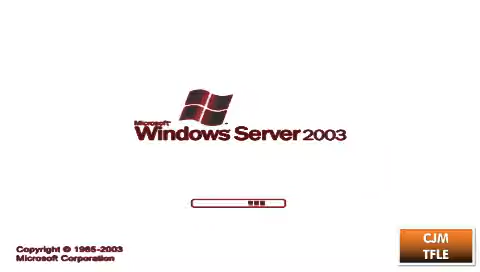 Microsoft
Windows Server 2003
Copyright © 1985-2003
Microsoft Corporation
CJM
TFLE